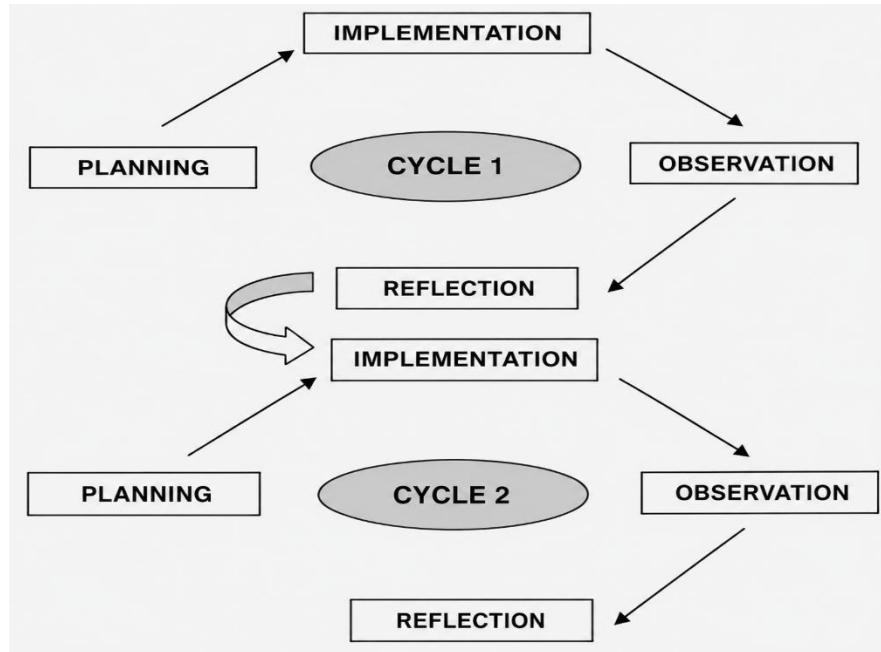 IMPLEMENTATION
PLANNING
CYCLE 1
OBSERVATION
REFLECTION
IMPLEMENTATION
PLANNING
CYCLE 2
OBSERVATION
REFLECTION